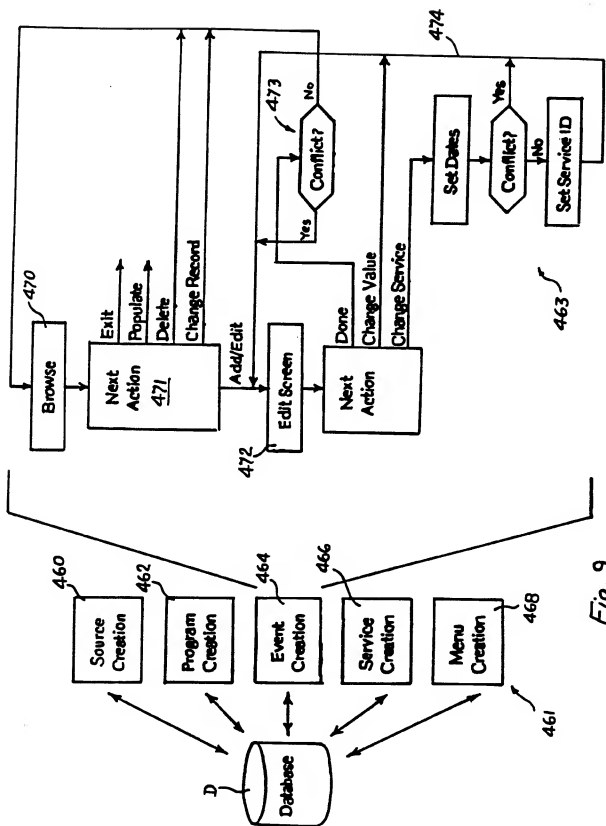 D
Database
460
Source
Creation
462
Program
Creation
464
Event
Creation
466
Service
Creation
468
Menu
Creation
461
Fig. 9
470
Browse
Next
Action
471
Exit
Populate
Delete
Change Record
Add/Edit
472
Edit Screen
Next
Action
Done
Change Value
Change Service
473
Conflict?
Yes
No
474
Set Dates
Conflict?
Yes
No
Set Service ID
463